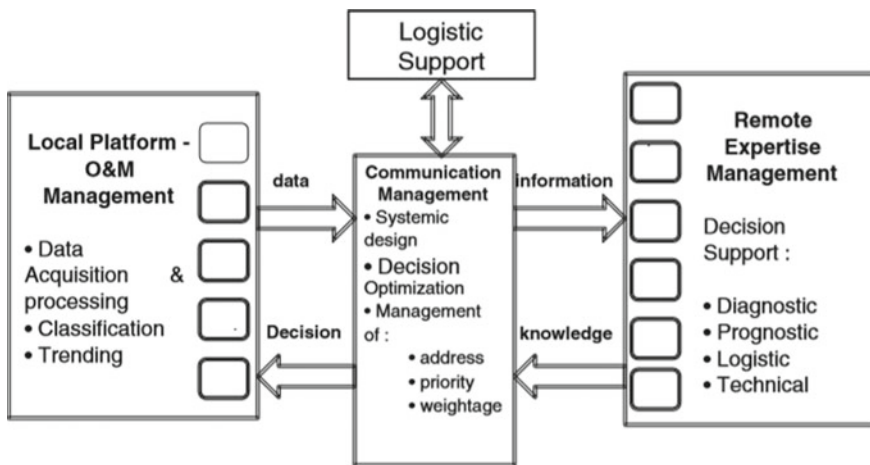 Logistic
Support
Local Platform -
O&M
Management
• Data
Acquisition &
processing
• Classification
• Trending
data
Decision
Communication
Management
• Systemic
design
• Decision
Optimization
• Management
of :
• address
• priority
• weightage
information
knowledge
Remote
Expertise
Management
Decision
Support :
• Diagnostic
• Prognostic
• Logistic
• Technical